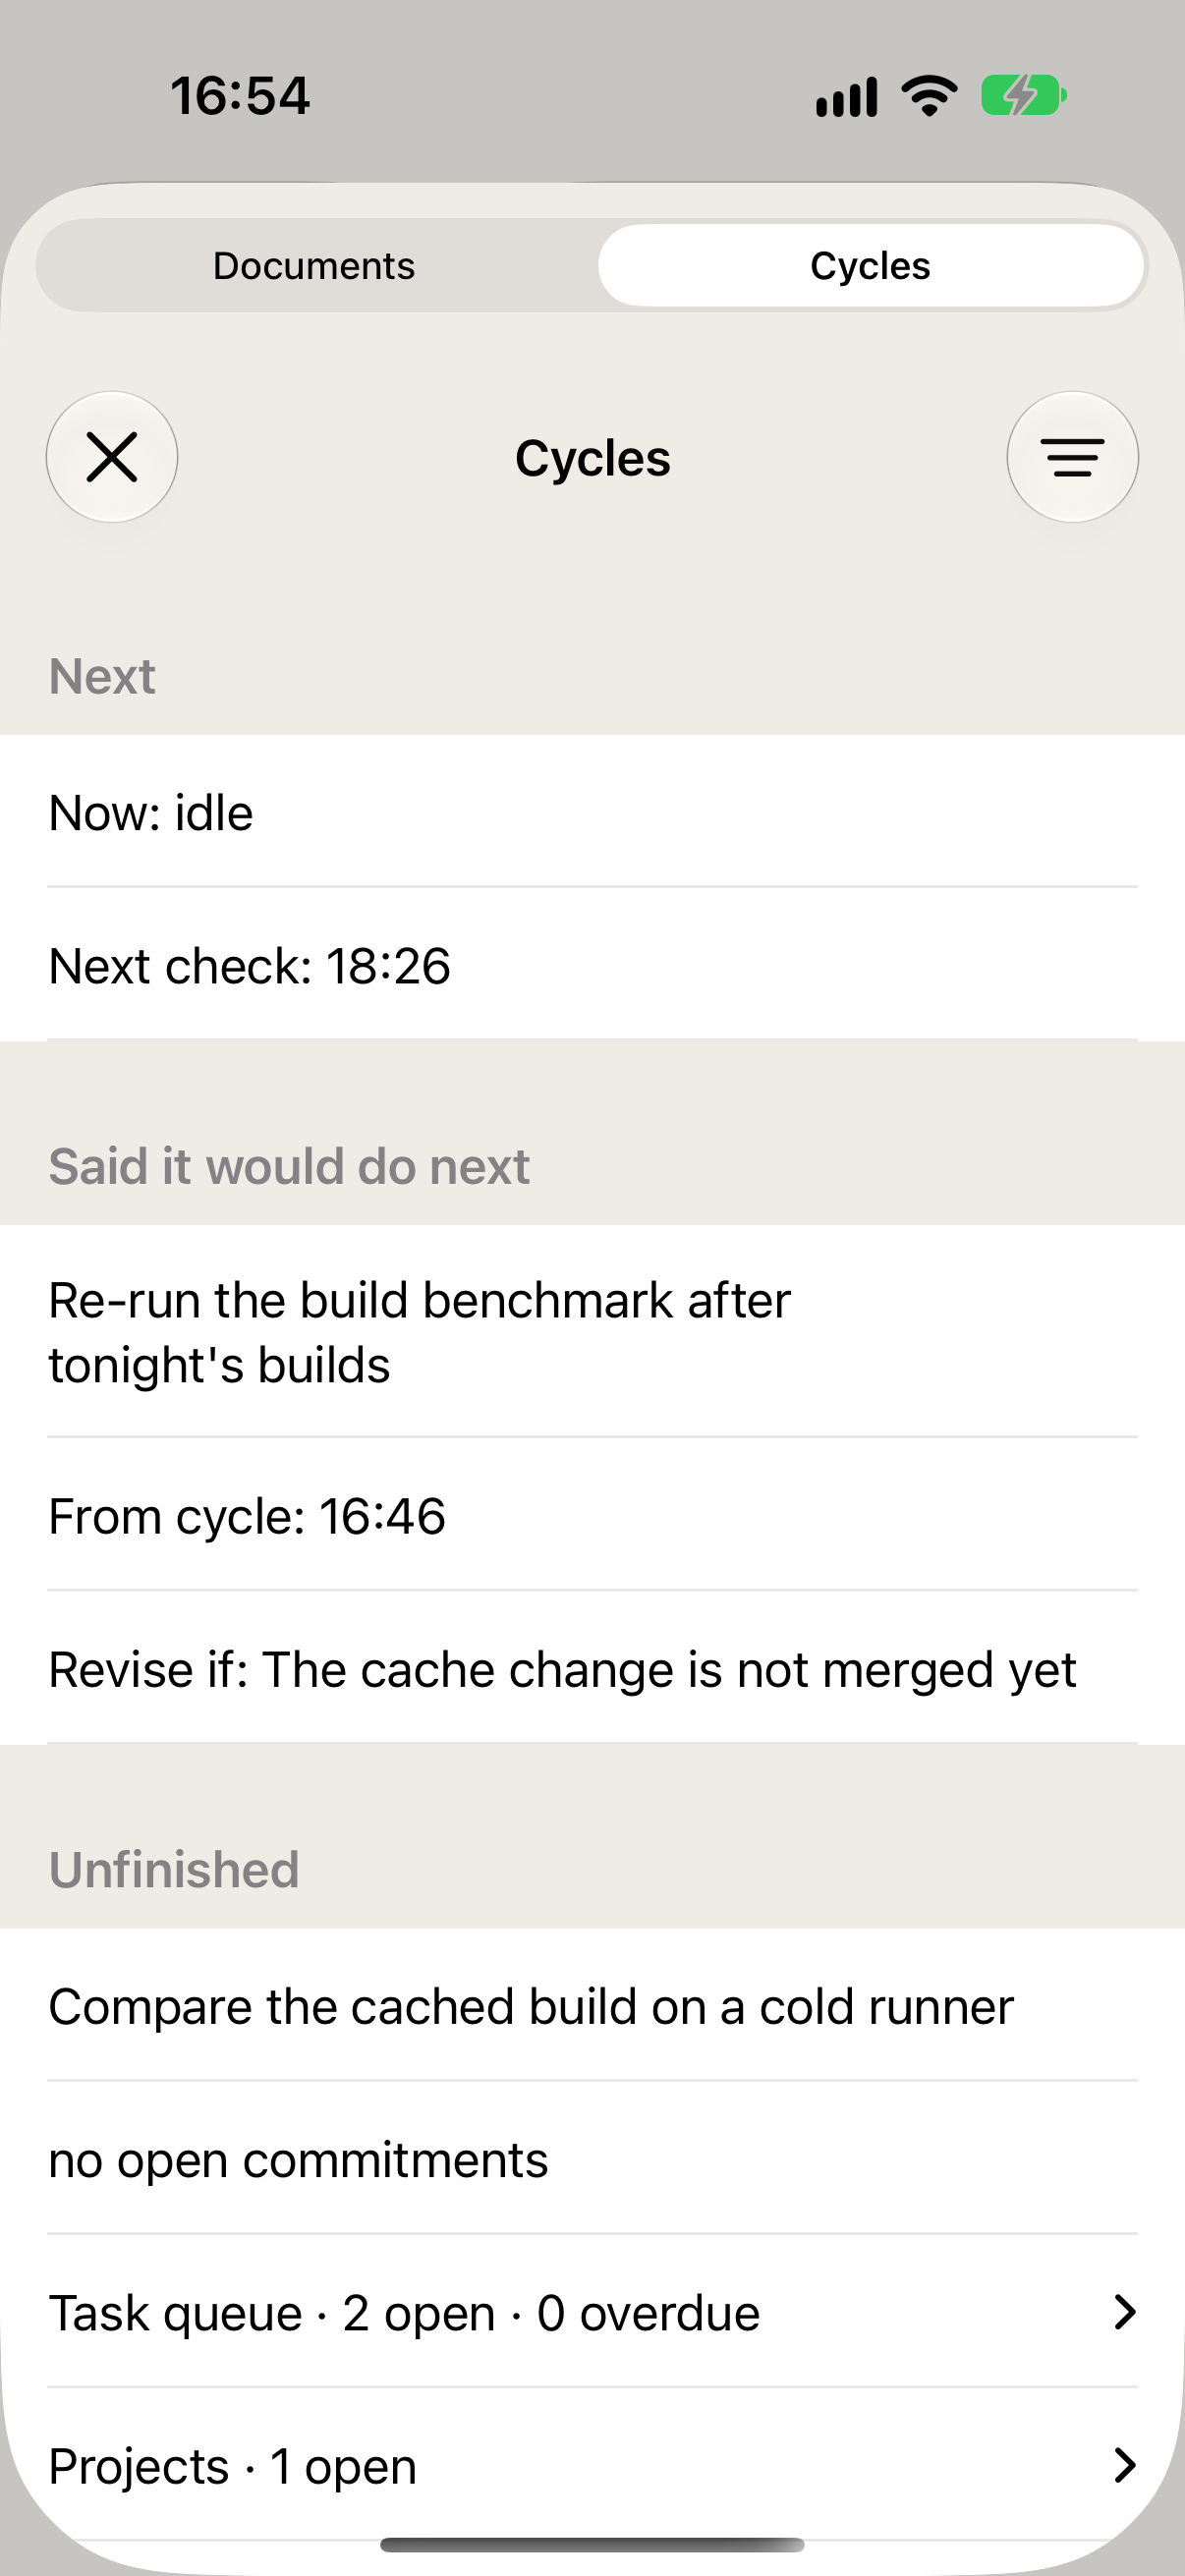 16:54
Documents
Cycles
Cycles
Next
Now: idle
Next check: 18:26
Said it would do next
Re-run the build benchmark after
tonight's builds
From cycle: 16:46
Revise if: The cache change is not merged yet
Unfinished
Compare the cached build on a cold runner
no open commitments
Task queue · 2 open · 0 overdue
Projects · 1 open